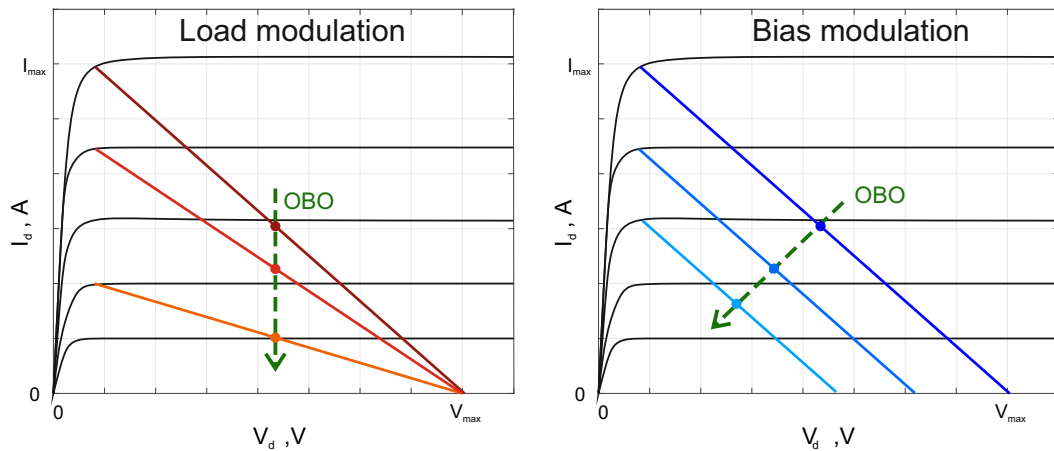 Load modulation
I_max
OBO
I_d , A
0
0
V_max
V_d ,V
Bias modulation
I_max
OBO
I_d , A
0
0
V_max
V_d ,V